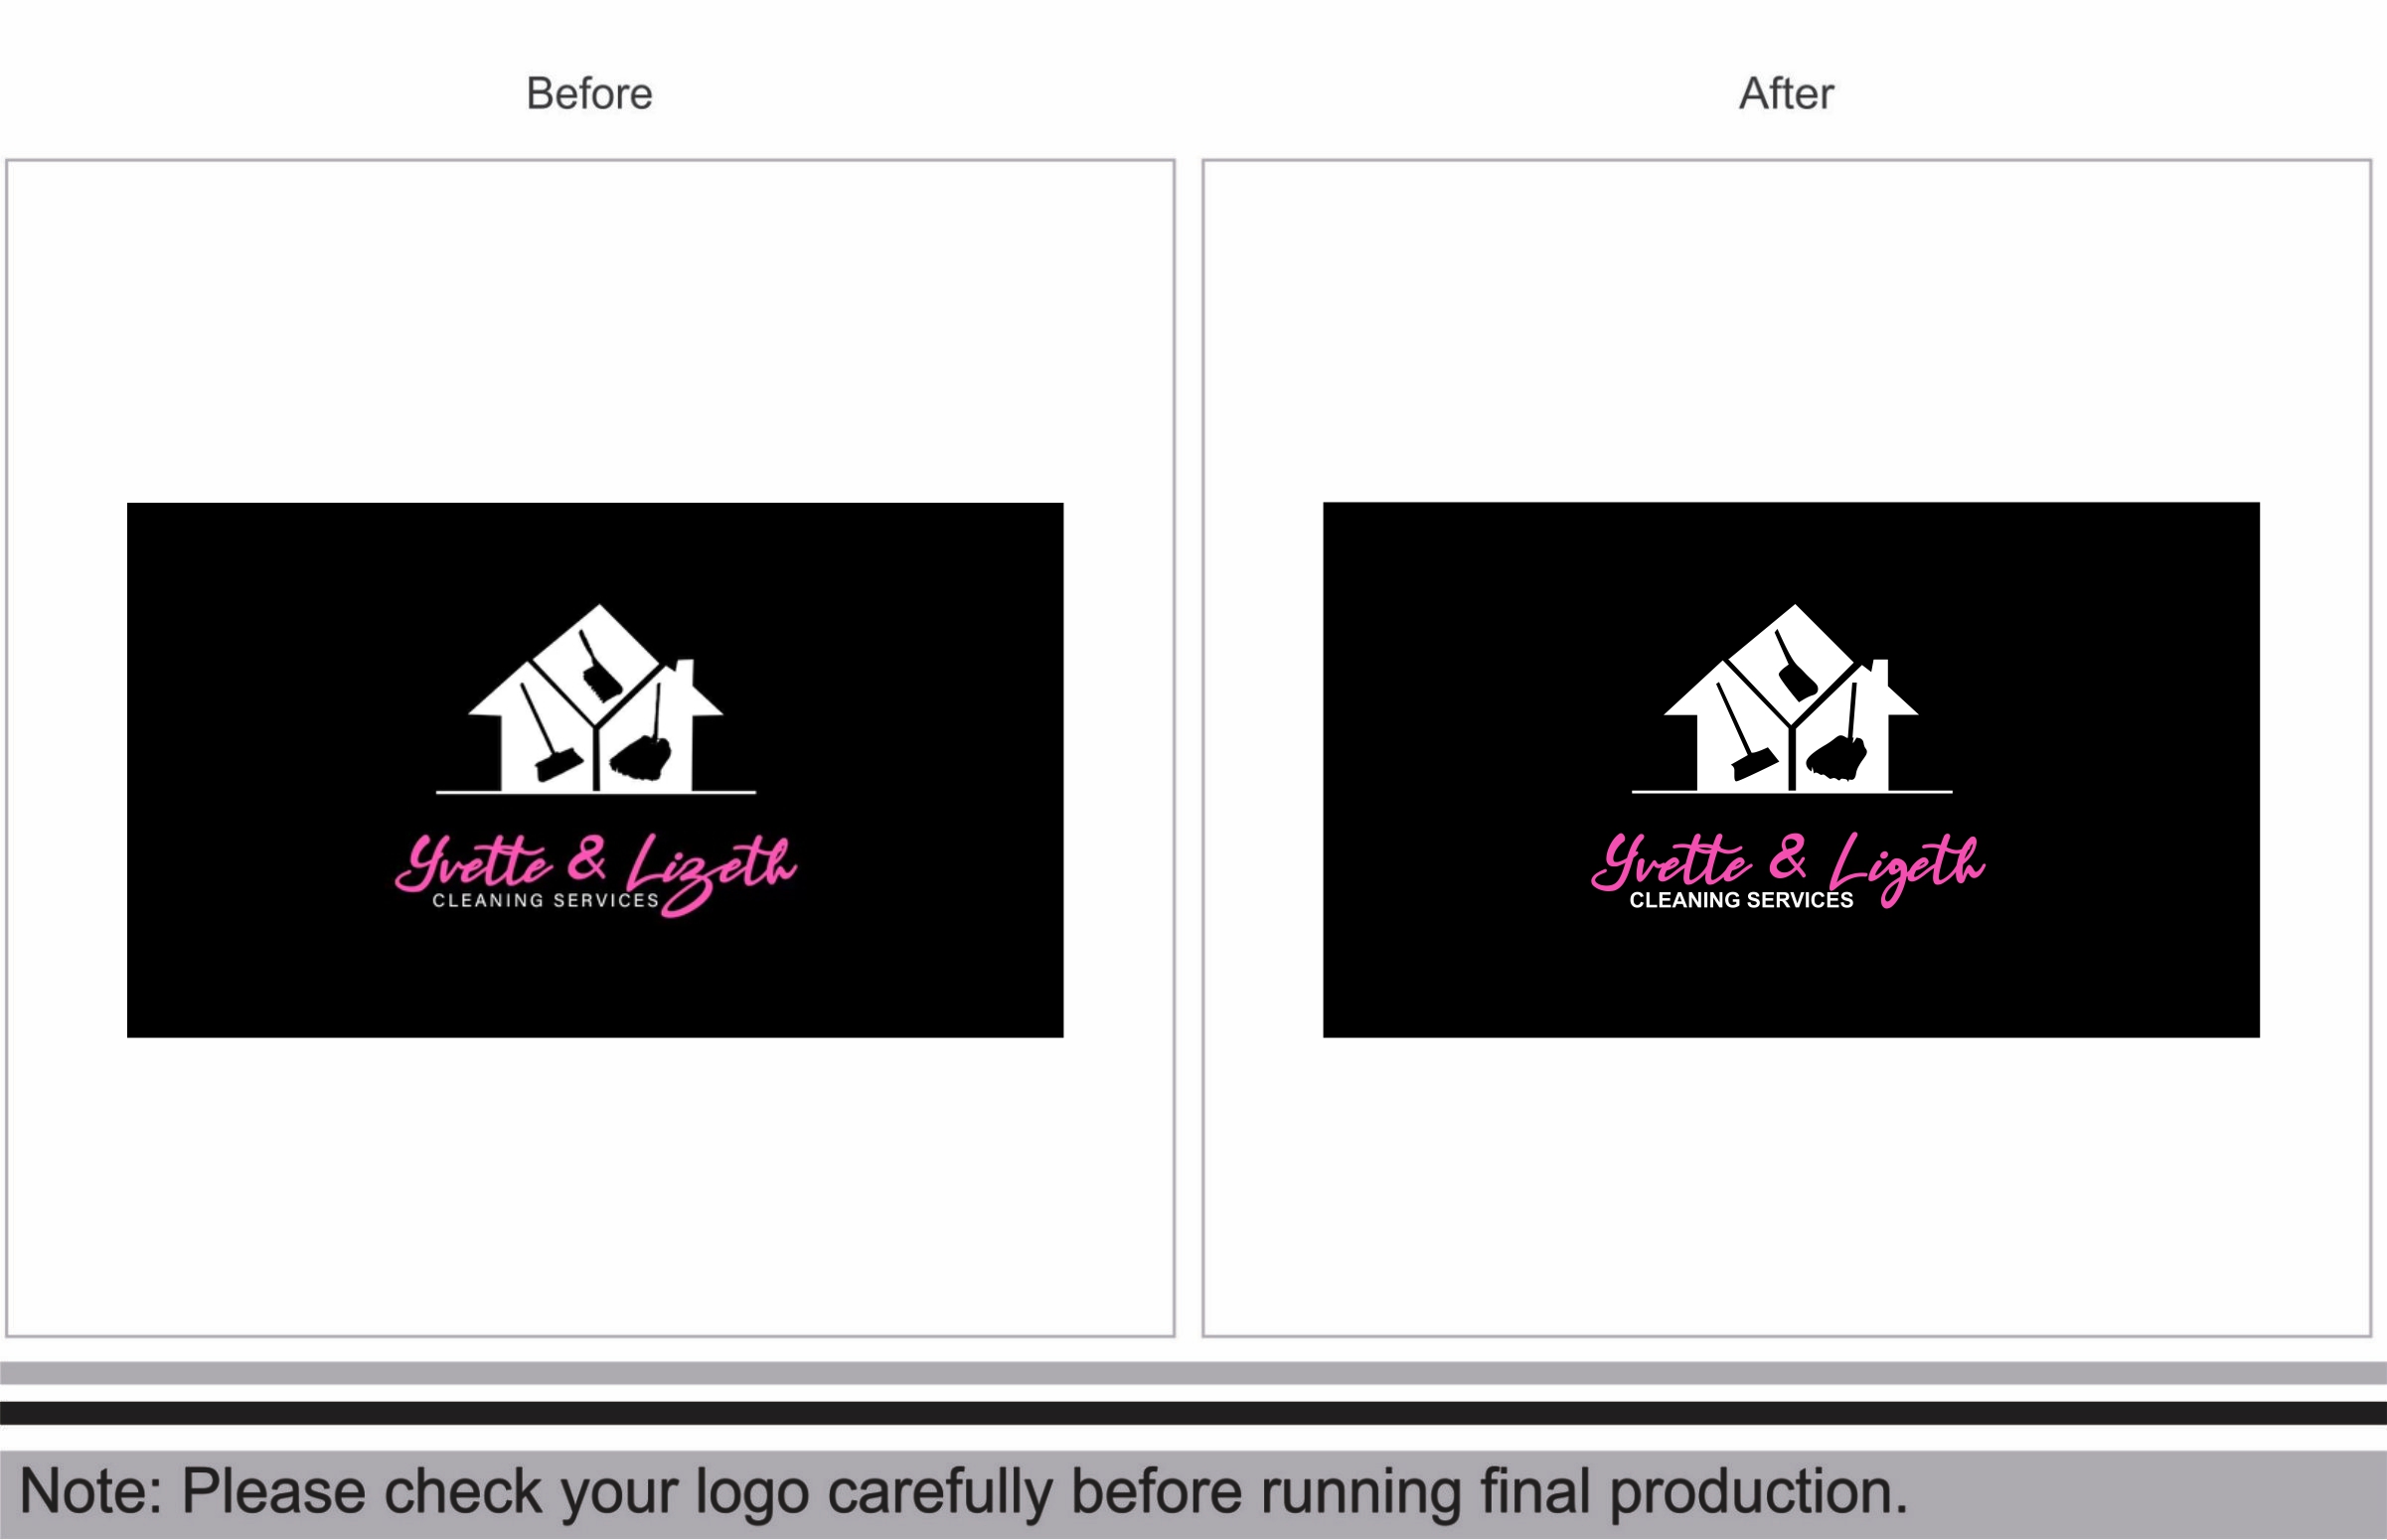 Before
After
Yvette & Lizeth
CLEANING SERVICES
Yvette & Ligeth
CLEANING SERVICES
Note: Please check your logo carefully before running final production.